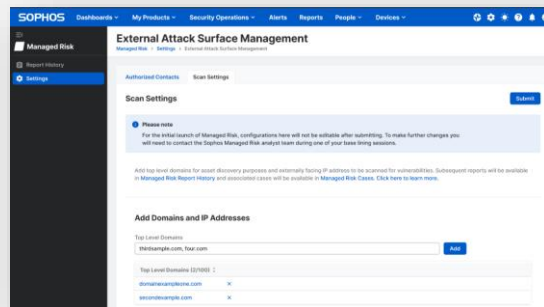 SOPHOS Dashboards My Products Security Operations Alerts Reports People Devices
Managed Risk
Report History
Settings
External Attack Surface Management
Managed Risk > Settings > External Attack Surface Management
Authorized Contacts Scan Settings
Scan Settings Submit
Please note
For the initial launch of Managed Risk, configurations here will not be editable after submitting. To make further changes you
will need to contact the Sophos Managed Risk analyst team during one of your base lining sessions.
Add top level domains for asset discovery purposes and externally facing IP address to be scanned for vulnerabilities. Subsequent reports will be available
in Managed Risk Report History and associated cases will be available in Managed Risk Cases. Click here to learn more.
Add Domains and IP Addresses
Top Level Domains
thirdxample.com, four.com Add
Top Level Domains (2/100)
domainexampleone.com
secondexample.com